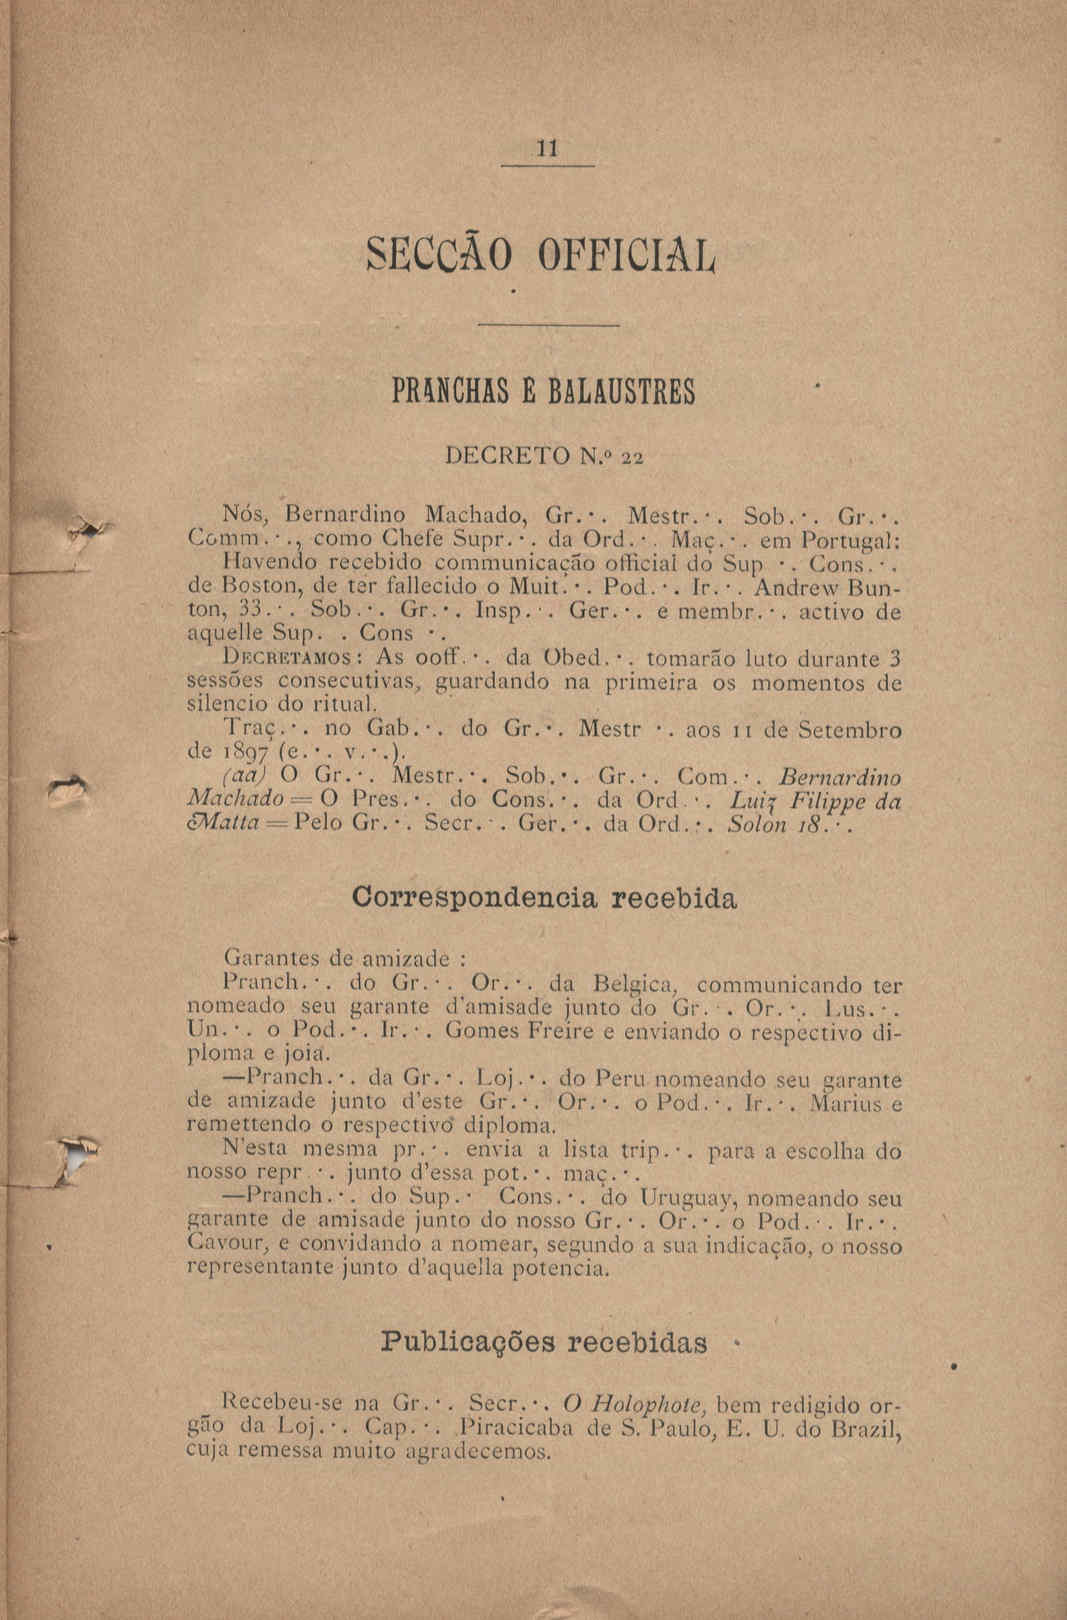 11
SECCÃO OFFICIAL
PRANCHAS E BALAUSTRES
DECRETO N.º 22
Nós, Bernardino Machado, Gr.·. Mestr.·. Sob.·. Gr.·.
Comm.·., como Chefe Supr.·. da Ord.·. Maç.·. em Portugal:
Havendo recebido communicação official do Sup ·. Cons.·.
de Boston, de ter fallecido o Muit.·. Pod.·. Ir.·. Andrew Bun-
ton, 33.·. Sob.·. Gr.·. Insp.·. Ger.·. e membr.·. activo de
aquelle Sup. . Cons ·.
DECRETAMOS: As ooff.·. da Obed.·. tomarão luto durante 3
sessões consecutivas, guardando na primeira os momentos de
silencio do ritual.
Traç.·. no Gab.·. do Gr.·. Mestr ·. aos 11 de Setembro
de 1897 (e.·. v.·.).
(aa) O Gr.·. Mestr.·. Sob.·. Gr.·. Com.·. Bernardino
Machado = O Pres.·. do Cons.·. da Ord.·. Luiz Filippe da
Matta = Pelo Gr.·. Secr.·. Ger.·. da Ord.·. Solon 18.·.
Correspondencia recebida
Garantes de amizade :
Pranch.·. do Gr.·. Or.·. da Belgica, communicando ter
nomeado seu garante d'amisade junto do Gr.·. Or.·. Lus.·.
Un.·. o Pod.·. Ir.·. Gomes Freire e enviando o respectivo di-
ploma e joia.
—Pranch.·. da Gr.·. Loj.·. do Peru nomeando seu garante
de amizade junto d'este Gr.·. Or.·. o Pod.·. Ir.·. Marius e
remettendo o respectivo diploma.
N'esta mesma pr.·. envia a lista trip.·. para a escolha do
nosso repr.·. junto d'essa pot.·. maç.·.
—Pranch.·. do Sup.· Cons.·. do Uruguay, nomeando seu
garante de amisade junto do nosso Gr.·. Or.·. o Pod.·. Ir.·.
Cavour, e convidando a nomear, segundo a sua indicação, o nosso
representante junto d'aquella potencia.
Publicações recebidas
Recebeu-se na Gr.·. Secr.·. O Holophote, bem redigido or-
gão da Loj.·. Cap.·. Piracicaba de S. Paulo, E. U. do Brazil,
cuja remessa muito agradecemos.